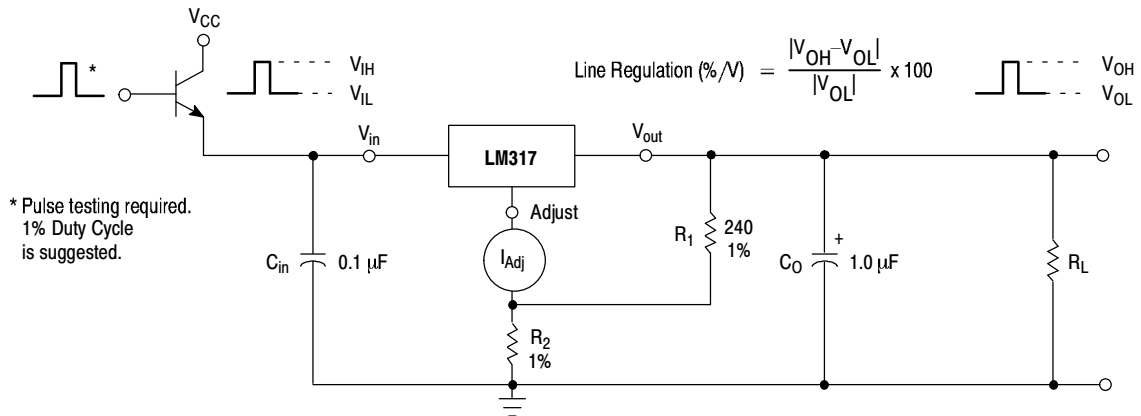 V_CC
*
V_IH
V_IL
Line Regulation (%/V) = |V_OH–V_OL| / |V_OL| x 100
V_OH
V_OL
V_in
LM317
V_out
* Pulse testing required.
1% Duty Cycle
is suggested.
Adjust
C_in
0.1 µF
I_Adj
R_1
240
1%
C_O
+
1.0 µF
R_L
R_2
1%